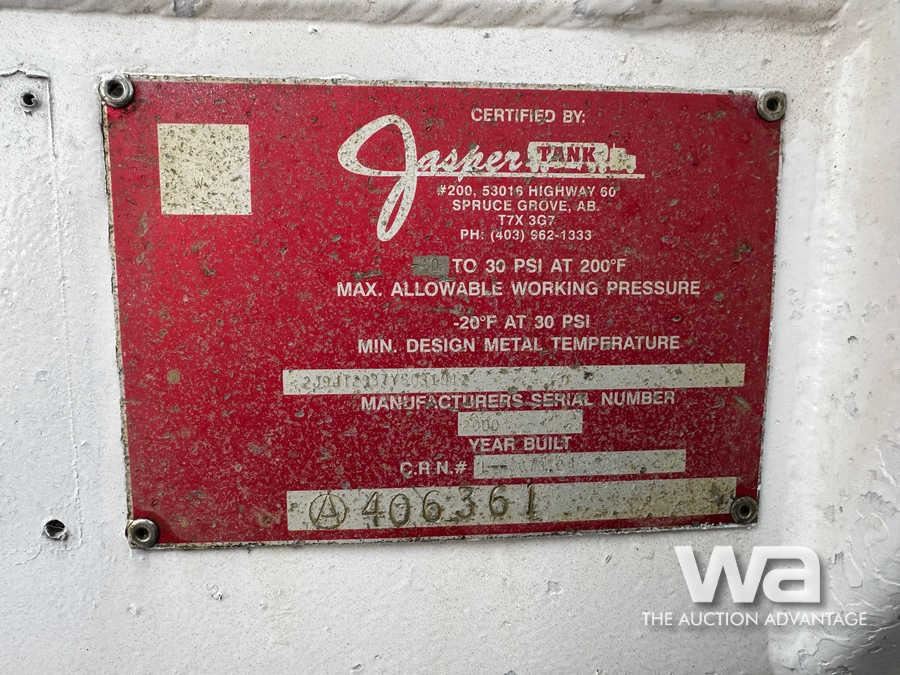 CERTIFIED BY:
Jasper TANK
#200, 53016 HIGHWAY 60
SPRUCE GROVE, AB.
T7X 3G7
PH: (403) 962-1333
TO 30 PSI AT 200°F
MAX. ALLOWABLE WORKING PRESSURE
-20°F AT 30 PSI
MIN. DESIGN METAL TEMPERATURE
MANUFACTURERS SERIAL NUMBER
2000
YEAR BUILT
C.R.N.#
A 406361
wa
THE AUCTION ADVANTAGE